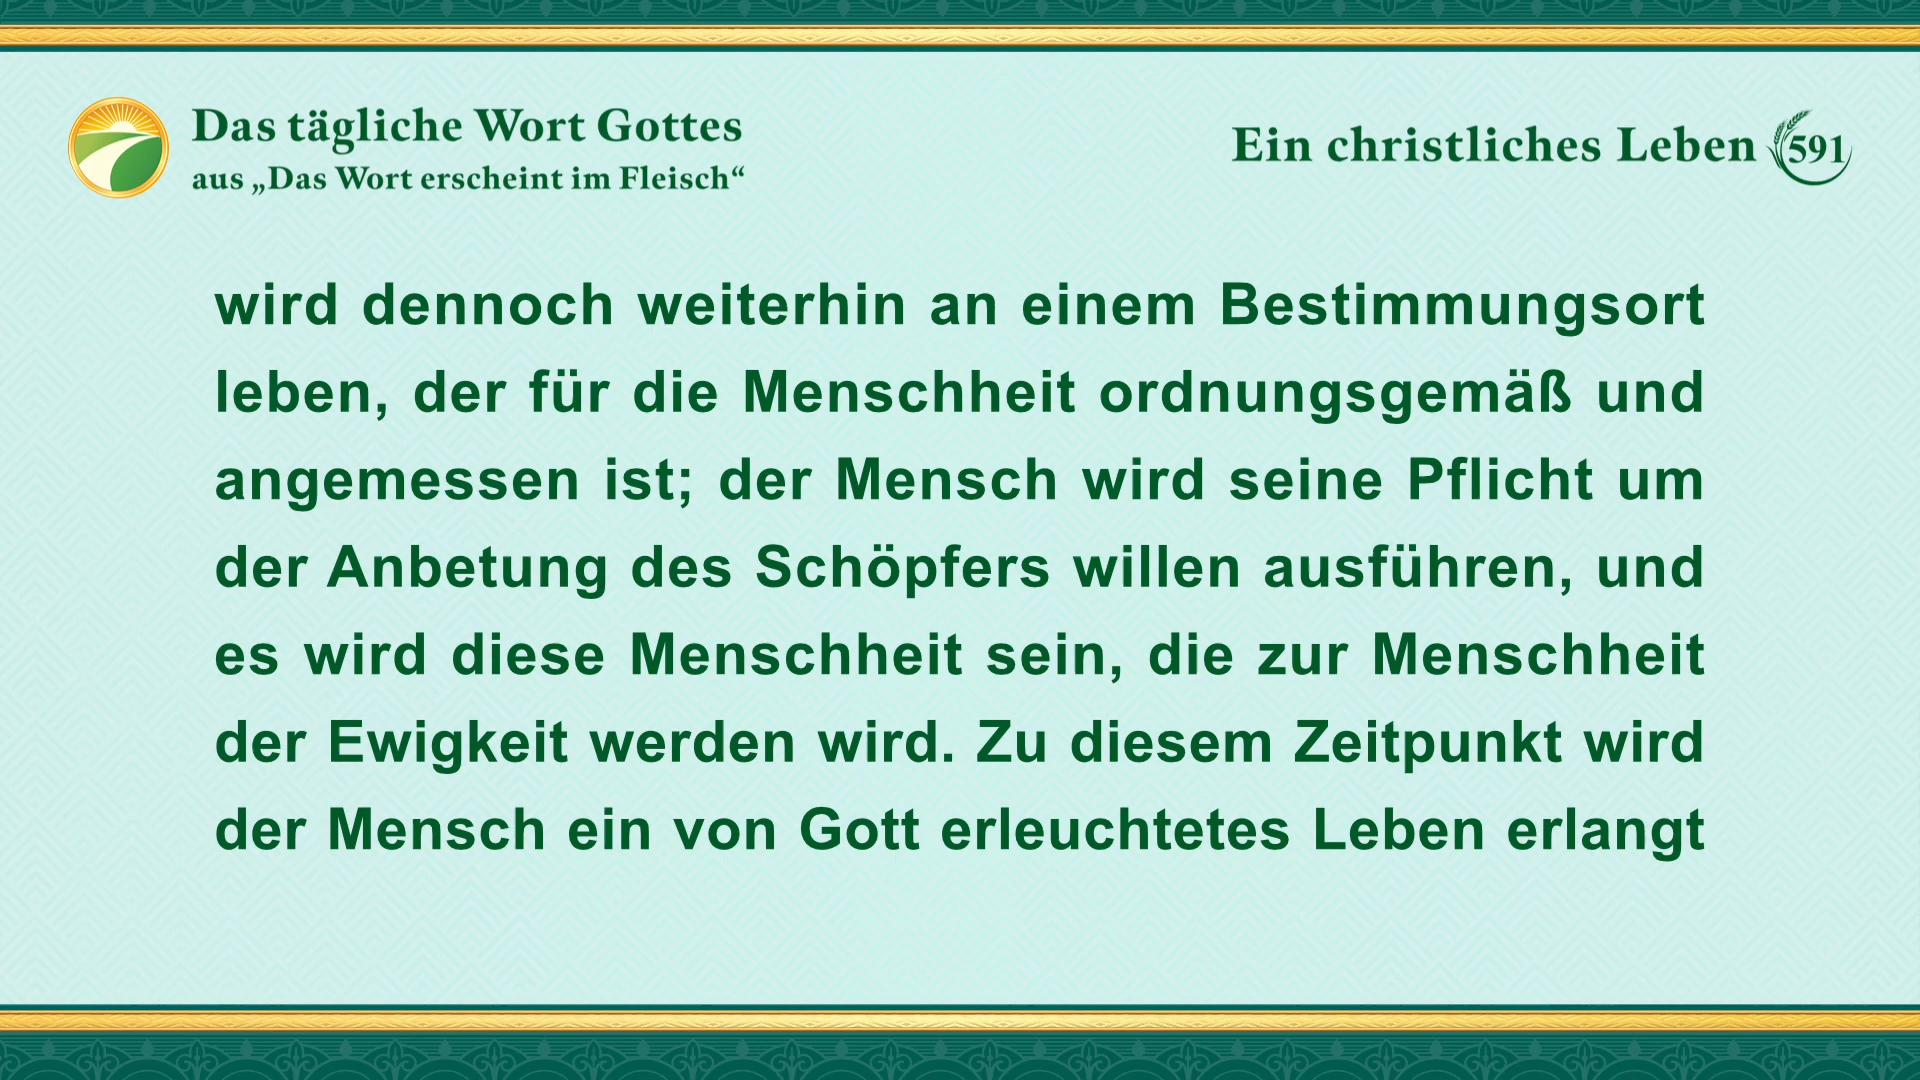 Das tägliche Wort Gottes
aus „Das Wort erscheint im Fleisch“
Ein christliches Leben 591
wird dennoch weiterhin an einem Bestimmungsort
leben, der für die Menschheit ordnungsgemäß und
angemessen ist; der Mensch wird seine Pflicht um
der Anbetung des Schöpfers willen ausführen, und
es wird diese Menschheit sein, die zur Menschheit
der Ewigkeit werden wird. Zu diesem Zeitpunkt wird
der Mensch ein von Gott erleuchtetes Leben erlangt